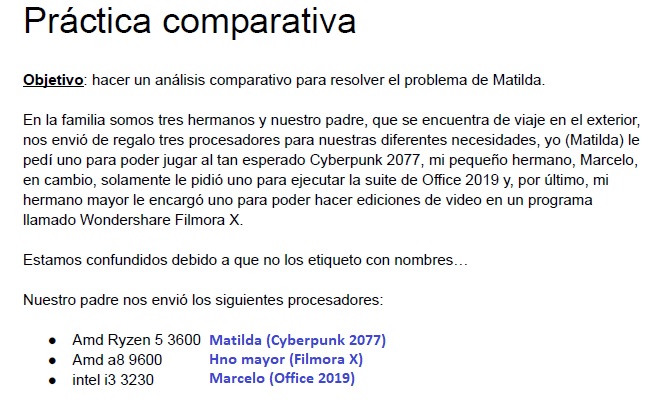 Práctica comparativa
Objetivo: hacer un análisis comparativo para resolver el problema de Matilda.
En la familia somos tres hermanos y nuestro padre, que se encuentra de viaje en el exterior,
nos envió de regalo tres procesadores para nuestras diferentes necesidades, yo (Matilda) le
pedí uno para poder jugar al tan esperado Cyberpunk 2077, mi pequeño hermano, Marcelo,
en cambio, solamente le pidió uno para ejecutar la suite de Office 2019 y, por último, mi
hermano mayor le encargó uno para poder hacer ediciones de video en un programa
llamado Wondershare Filmora X.
Estamos confundidos debido a que no los etiqueto con nombres…
Nuestro padre nos envió los siguientes procesadores:
● Amd Ryzen 5 3600 Matilda (Cyberpunk 2077)
● Amd a8 9600 Hno mayor (Filmora X)
● intel i3 3230 Marcelo (Office 2019)